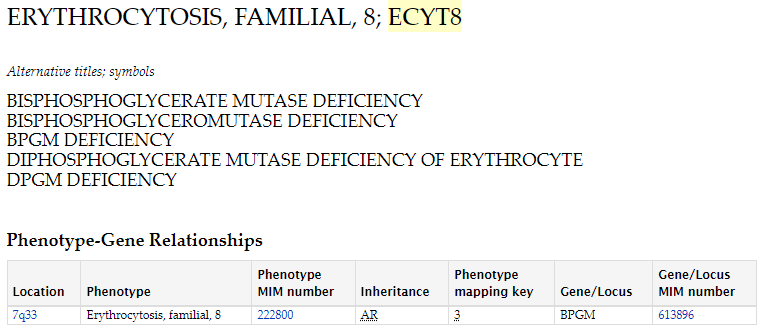 ERYTHROCYTOSIS, FAMILIAL, 8; ECYT8
Alternative titles; symbols
BISPHOSPHOGLYCERATE MUTASE DEFICIENCY
BISPHOSPHOGLYCEROMUTASE DEFICIENCY
BPGM DEFICIENCY
DIPHOSPHOGLYCERATE MUTASE DEFICIENCY OF ERYTHROCYTE
DPGM DEFICIENCY
Phenotype-Gene Relationships
Location Phenotype Phenotype MIM number Inheritance Phenotype mapping key Gene/Locus Gene/Locus MIM number
7q33 Erythrocytosis, familial, 8 222800 AR 3 BPGM 613896